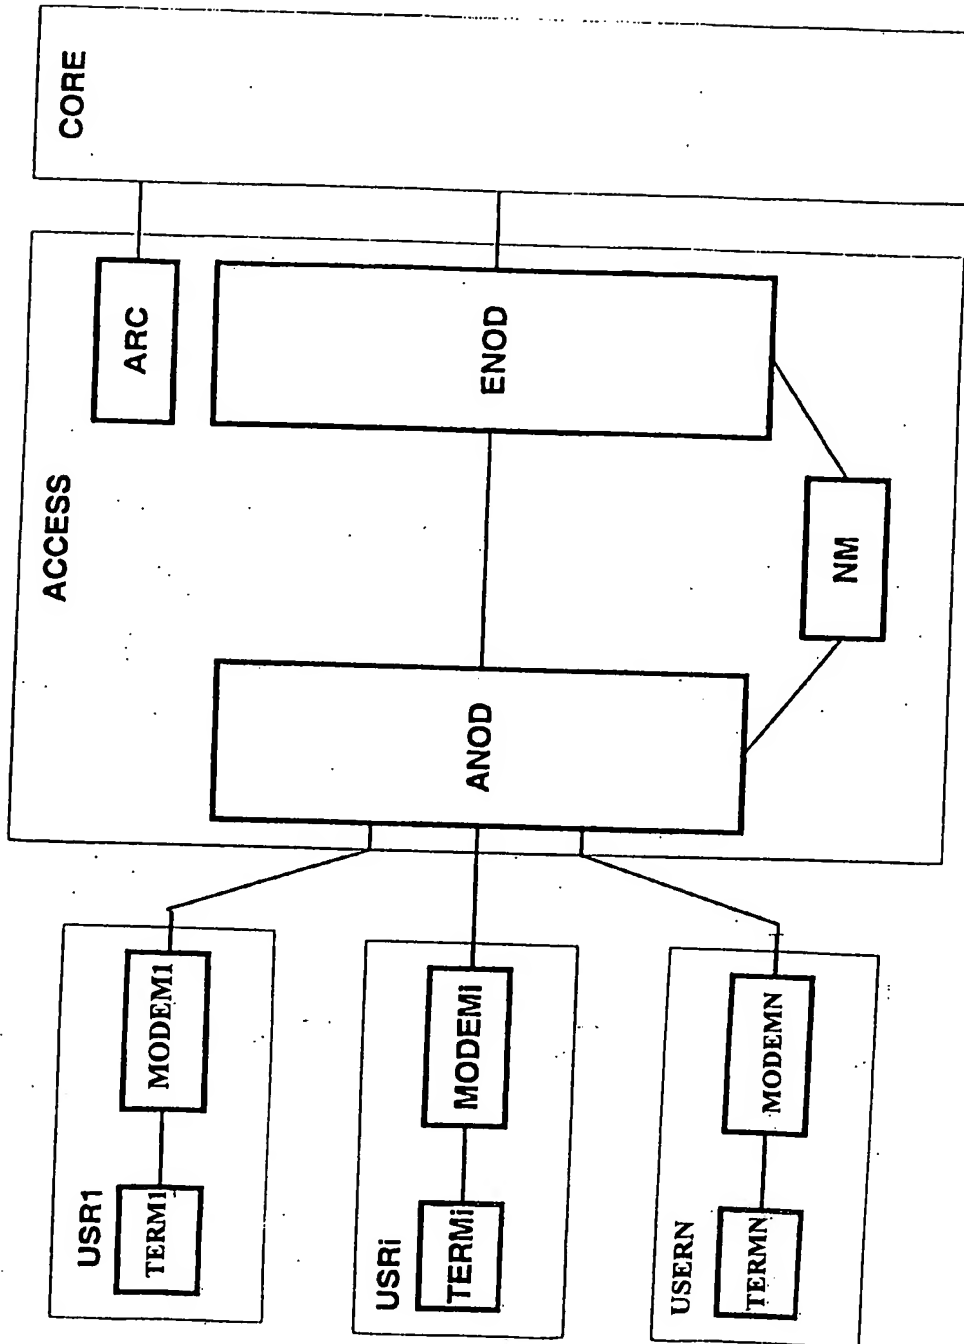 CORE
ACCESS
ARC
ENOD
NM
ANOD
USR1
MODEM1
TERM1
USRi
MODEMi
TERMi
USERN
MODEMN
TERMN